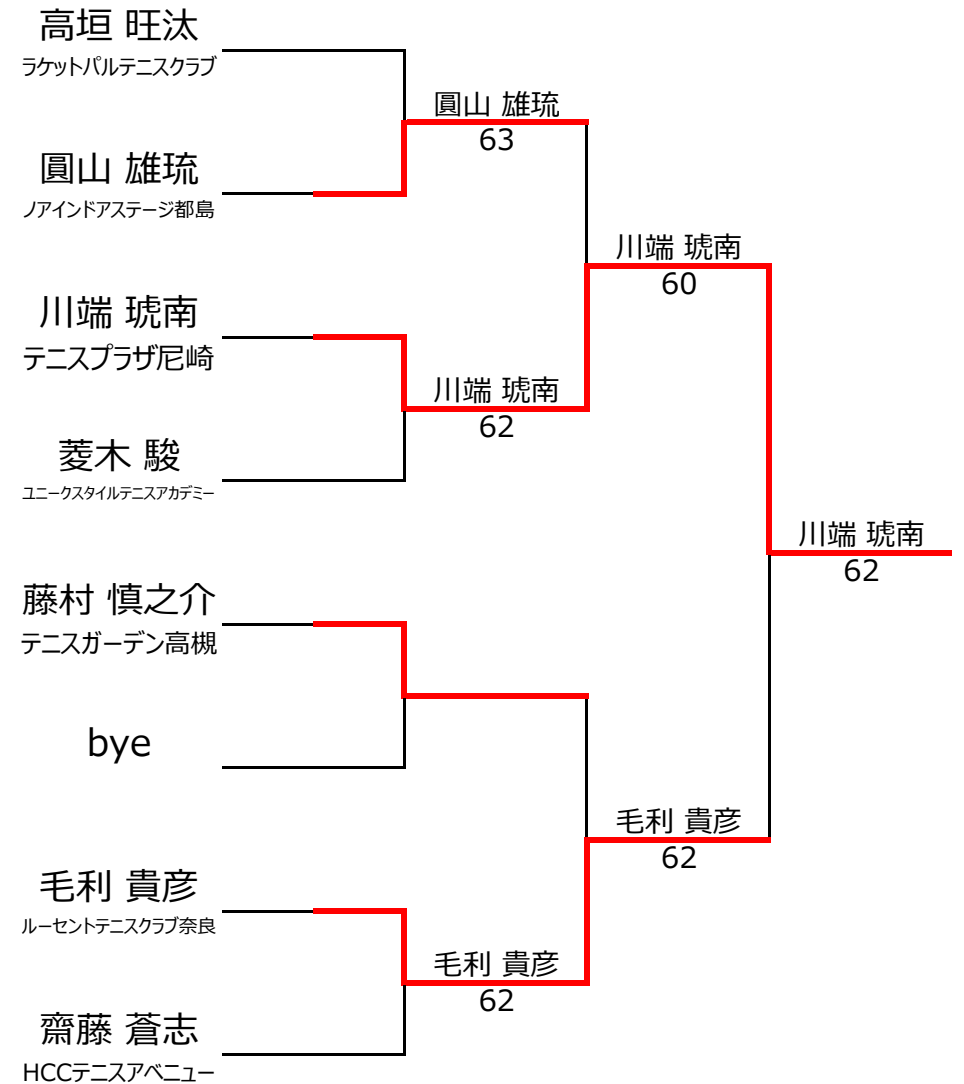 高垣 旺汰
ラケットパルテニスクラブ
圓山 雄琉
63
圓山 雄琉
ノアインドアステージ都島
川端 琥南
60
川端 琥南
テニスプラザ尼崎
川端 琥南
62
菱木 駿
ユニークスタイルテニスアカデミー
川端 琥南
62
藤村 慎之介
テニスガーデン高槻
bye
毛利 貴彦
62
毛利 貴彦
ルーセントテニスクラブ奈良
毛利 貴彦
62
齋藤 蒼志
HCCテニスアベニュー